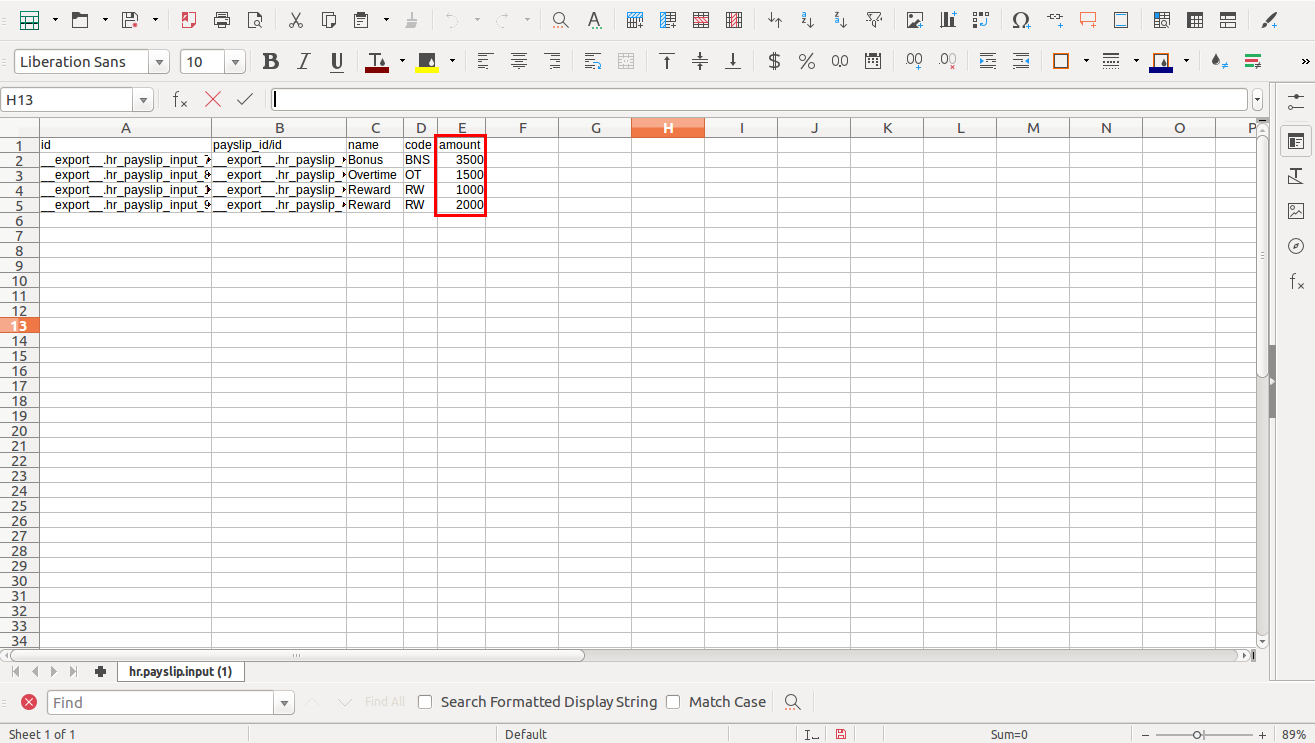 Liberation Sans 10
H13
A B C D E F G H I J K L M N O P
1 id payslip_id/id name code amount
2 __export__.hr_payslip_input_7 __export__.hr_payslip_ Bonus BNS 3500
3 __export__.hr_payslip_input_8 __export__.hr_payslip_ Overtime OT 1500
4 __export__.hr_payslip_input_1 __export__.hr_payslip_ Reward RW 1000
5 __export__.hr_payslip_input_9 __export__.hr_payslip_ Reward RW 2000
6
7
8
9
10
11
12
13
14
15
16
17
18
19
20
21
22
23
24
25
26
27
28
29
30
31
32
33
34
hr.payslip.input (1)
Find Find All Search Formatted Display String Match Case
Sheet 1 of 1 Default Sum=0 89%